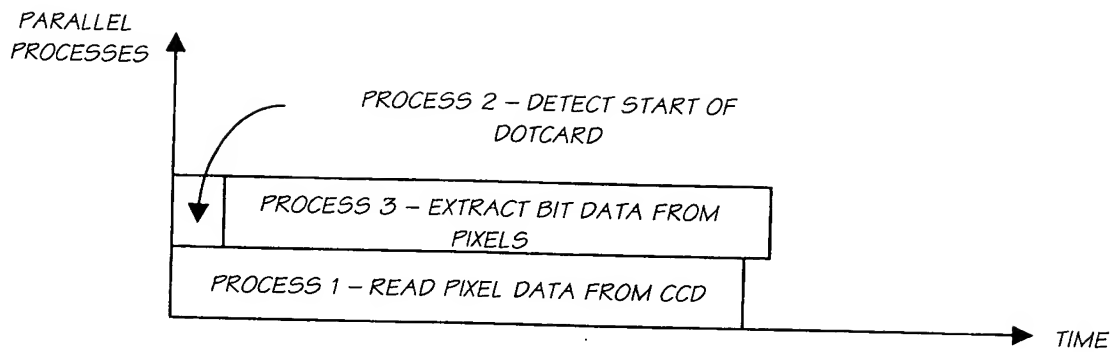 PARALLEL
PROCESSES
PROCESS 2 – DETECT START OF
DOTCARD
PROCESS 3 – EXTRACT BIT DATA FROM
PIXELS
PROCESS 1 – READ PIXEL DATA FROM CCD
TIME